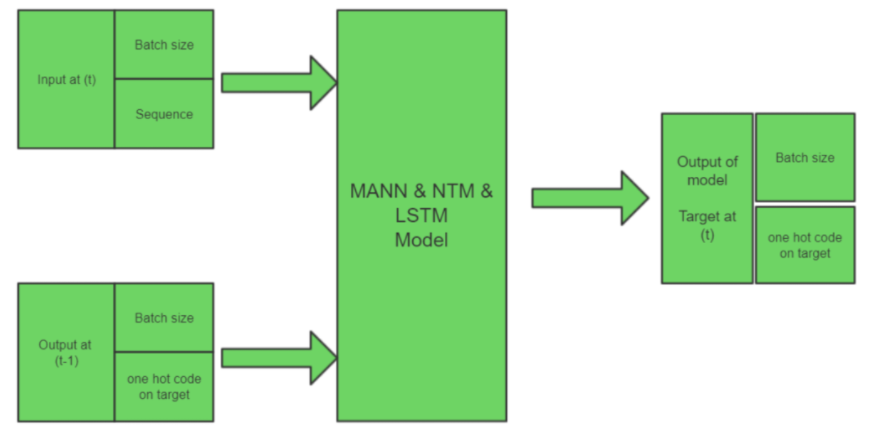 Input at (t)
Batch size
Sequence
Output at
(t-1)
Batch size
one hot code
on target
MANN & NTM &
LSTM
Model
Output of
model
Target at
(t)
Batch size
one hot code
on target